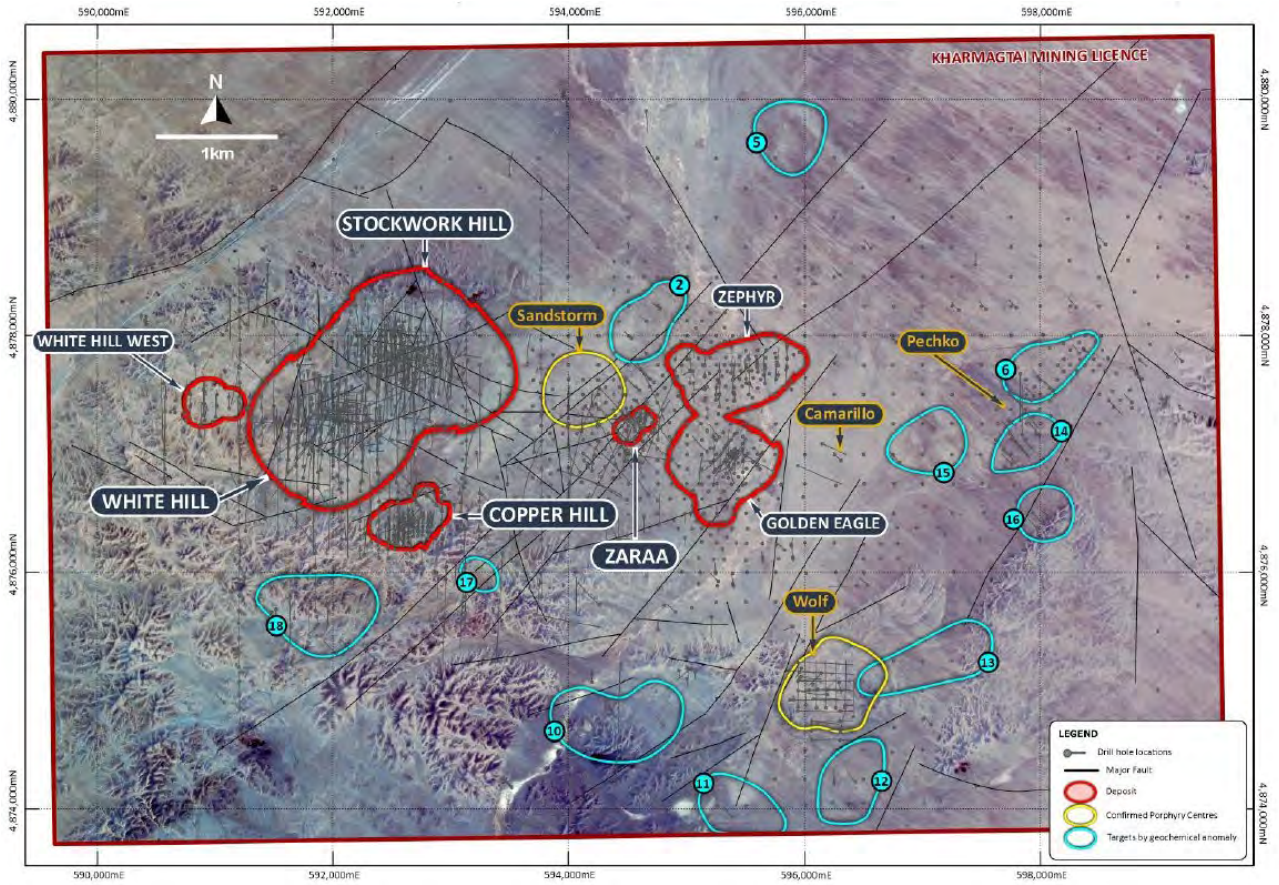 590,000mE
592,000mE
594,000mE
596,000mE
598,000mE
KHARMAGTAI MINING LICENCE
4,880,000mN
4,880,000mN
N
1km
5
STOCKWORK HILL
2
ZEPHYR
Sandstorm
4,878,000mN
WHITE HILL WEST
Pechko
4,878,000mN
6
Camarillo
14
15
WHITE HILL
COPPER HILL
GOLDEN EAGLE
16
ZARAA
4,876,000mN
17
4,876,000mN
Wolf
18
13
10
11
12
4,874,000mN
4,874,000mN
LEGEND
Drill hole locations
Major Fault
Deposit
Confirmed Porphyry Centres
Targets by geochemical anomaly
590,000mE
592,000mE
594,000mE
596,000mE
598,000mE